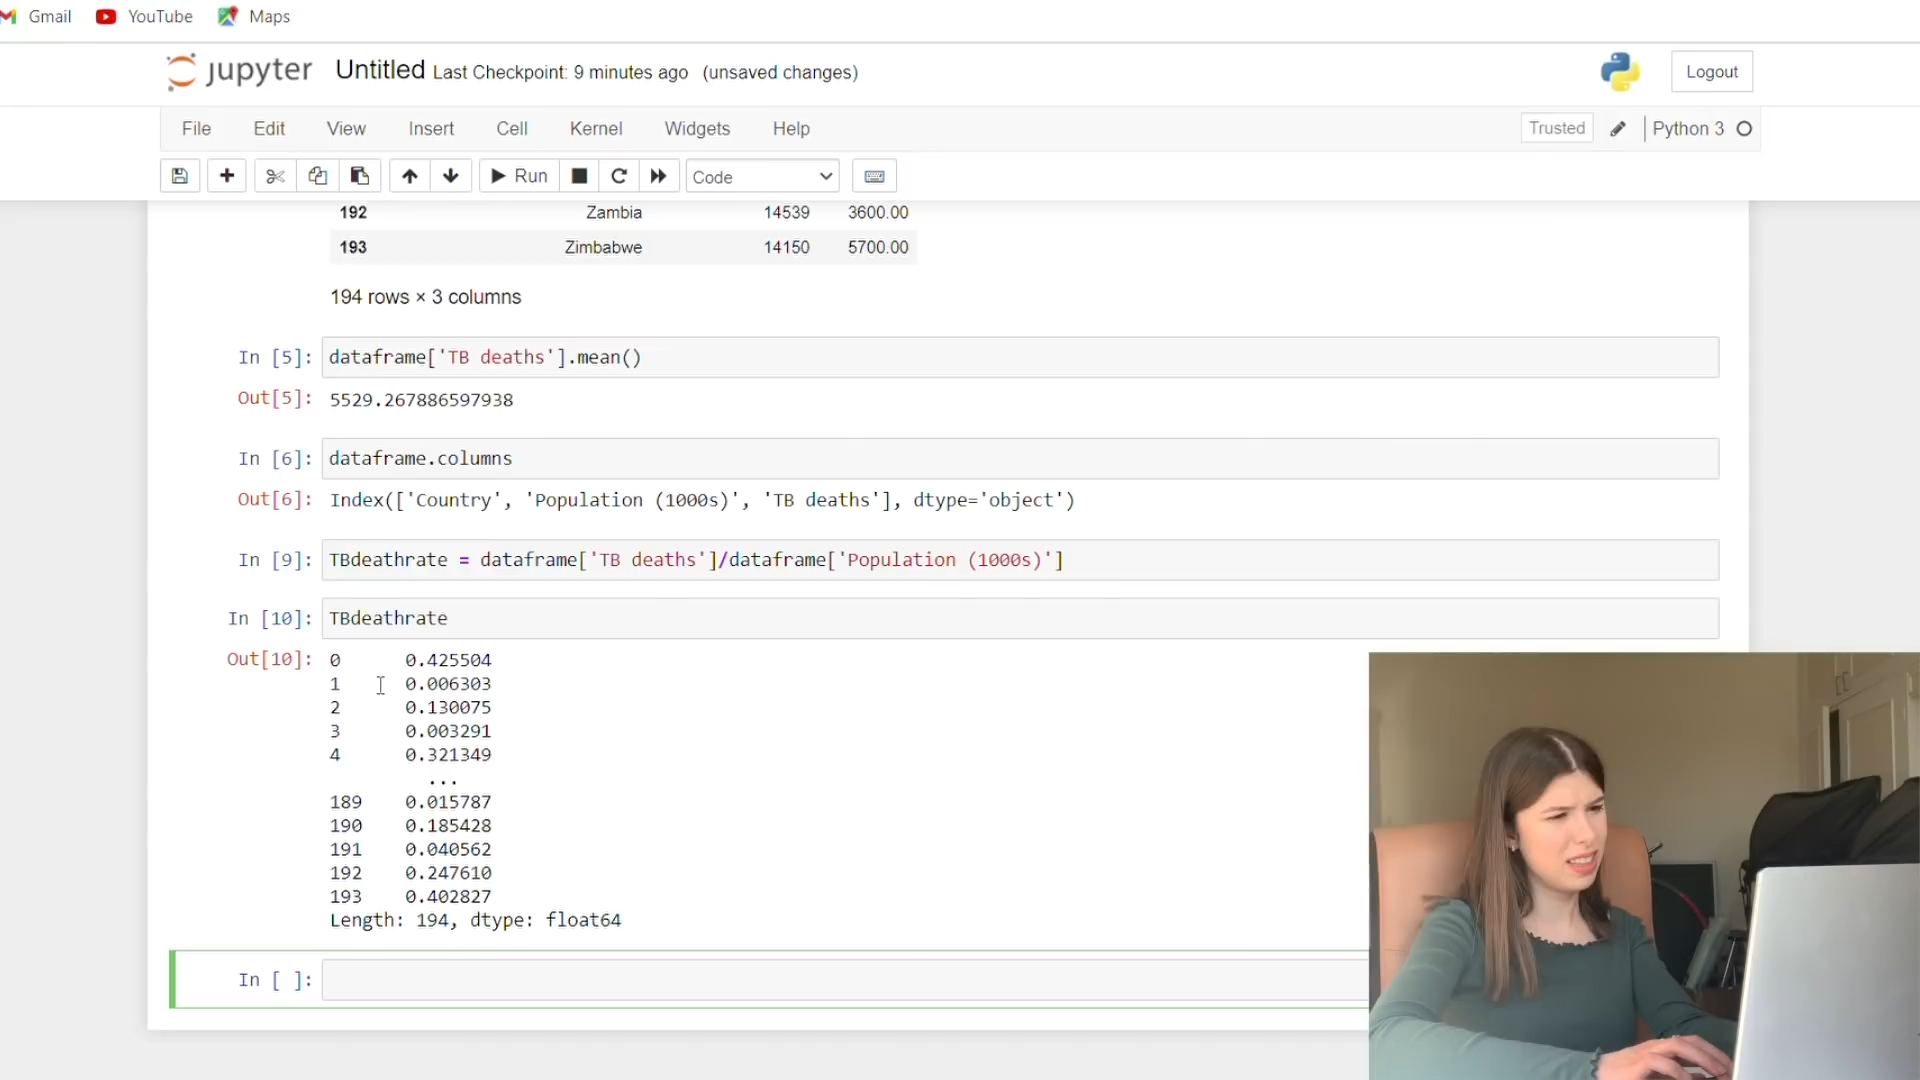 Gmail YouTube Maps
jupyter Untitled Last Checkpoint: 9 minutes ago (unsaved changes) Logout
File Edit View Insert Cell Kernel Widgets Help Trusted Python 3
Run Code
192 Zambia 14539 3600.00
193 Zimbabwe 14150 5700.00
194 rows × 3 columns
In [5]: dataframe['TB deaths'].mean()
Out[5]: 5529.267886597938
In [6]: dataframe.columns
Out[6]: Index(['Country', 'Population (1000s)', 'TB deaths'], dtype='object')
In [9]: TBdeathrate = dataframe['TB deaths']/dataframe['Population (1000s)']
In [10]: TBdeathrate
Out[10]: 0 0.425504
1 0.006303
2 0.130075
3 0.003291
4 0.321349
...
189 0.015787
190 0.185428
191 0.040562
192 0.247610
193 0.402827
Length: 194, dtype: float64
In [ ]: